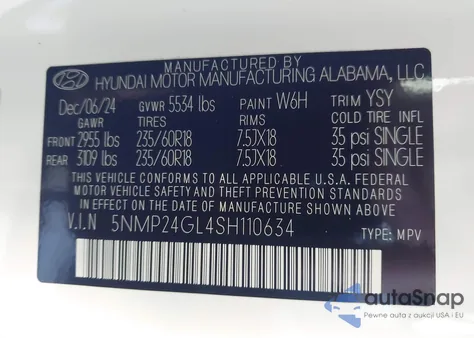 MANUFACTURED BY
HYUNDAI MOTOR MANUFACTURING ALABAMA, LLC
Dec/06/24 GVWR 5534 lbs PAINT W6H TRIM YSY
GAWR TIRES RIMS COLD TIRE INFL
FRONT 2955 lbs 235/60R18 7.5JX18 35 psi SINGLE
REAR 3109 lbs 235/60R18 7.5JX18 35 psi SINGLE
THIS VEHICLE CONFORMS TO ALL APPLICABLE U.S.A. FEDERAL
MOTOR VEHICLE SAFETY AND THEFT PREVENTION STANDARDS
IN EFFECT ON THE DATE OF MANUFACTURE SHOWN ABOVE
V.I.N 5NMP24GL4SH110634
TYPE: MPV
autoSnap
Pewne auta z aukcji USA i EU